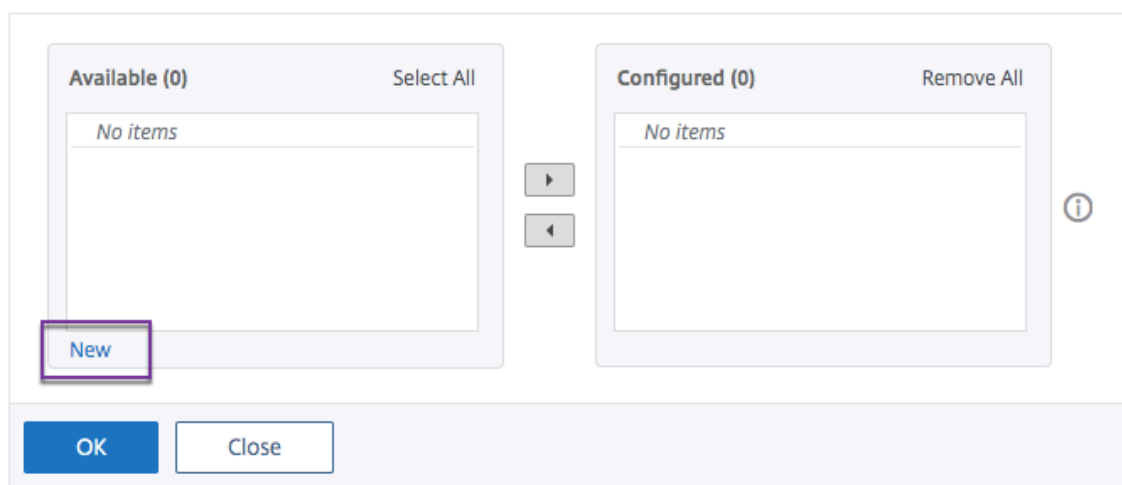 Available (0) Select All
No items
New
Configured (0) Remove All
No items
OK Close